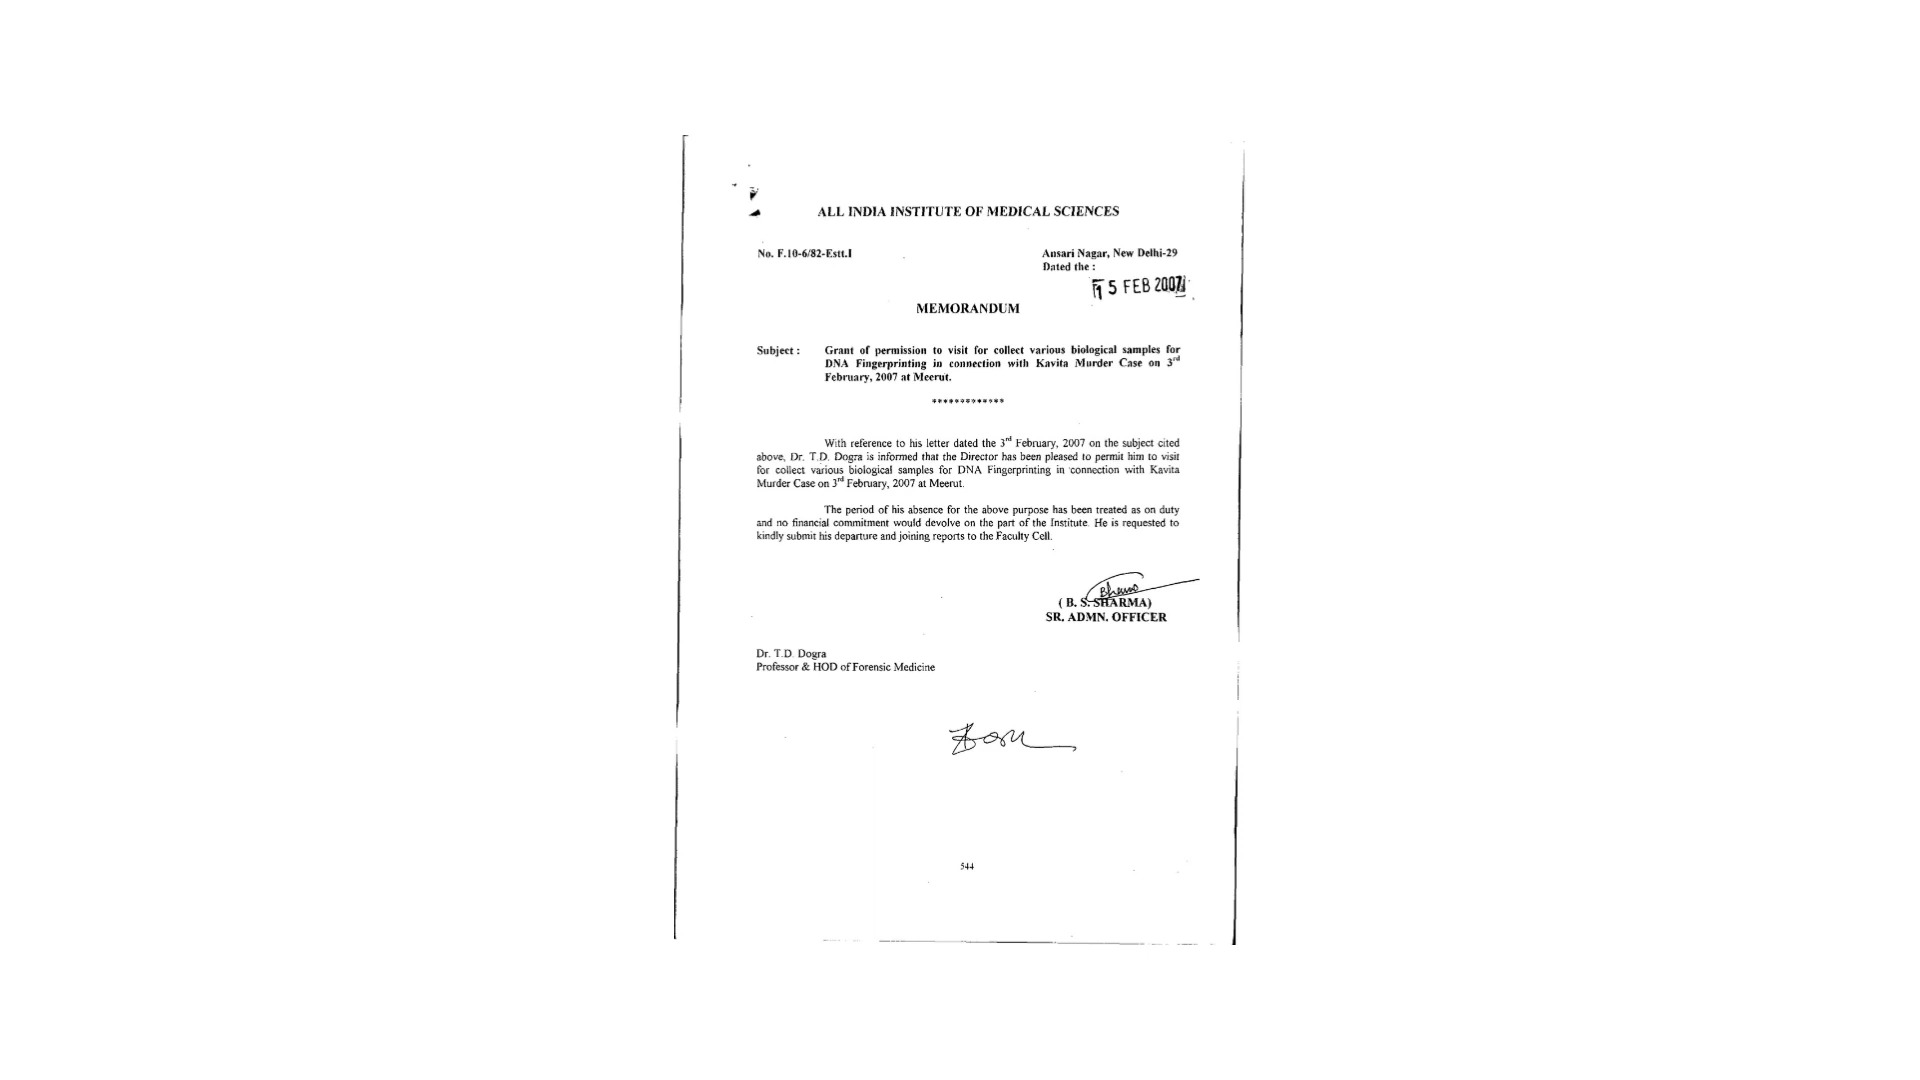 ALL INDIA INSTITUTE OF MEDICAL SCIENCES
No. F.10-6/82-Estt.I
Ansari Nagar, New Delhi-29
Dated the :
15 FEB 2007
MEMORANDUM
Subject : Grant of permission to visit for collect various biological samples for
DNA Fingerprinting in connection with Kavita Murder Case on 3rd
February, 2007 at Meerut.
*************
With reference to his letter dated the 3rd February, 2007 on the subject cited
above, Dr. T.D. Dogra is informed that the Director has been pleased to permit him to visit
for collect various biological samples for DNA Fingerprinting in connection with Kavita
Murder Case on 3rd February, 2007 at Meerut.
The period of his absence for the above purpose has been treated as on duty
and no financial commitment would devolve on the part of the Institute. He is requested to
kindly submit his departure and joining reports to the Faculty Cell.
( B. S. SHARMA)
SR. ADMN. OFFICER
Dr. T.D. Dogra
Professor & HOD of Forensic Medicine
544